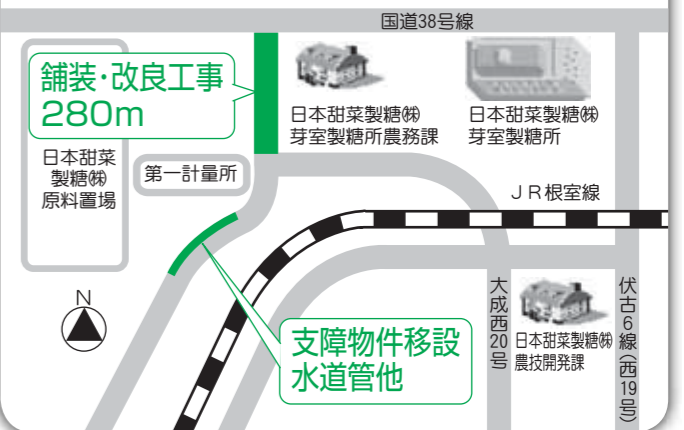 国道38号線
舗装・改良工事
280m
日本甜菜製糖㈱
芽室製糖所農務課
日本甜菜製糖㈱
芽室製糖所
日本甜菜
製糖㈱
原料置場
第一計量所
JR根室線
N
支障物件移設
水道管他
大成西20号
日本甜菜製糖㈱
農技開発課
伏古6線(西19号)